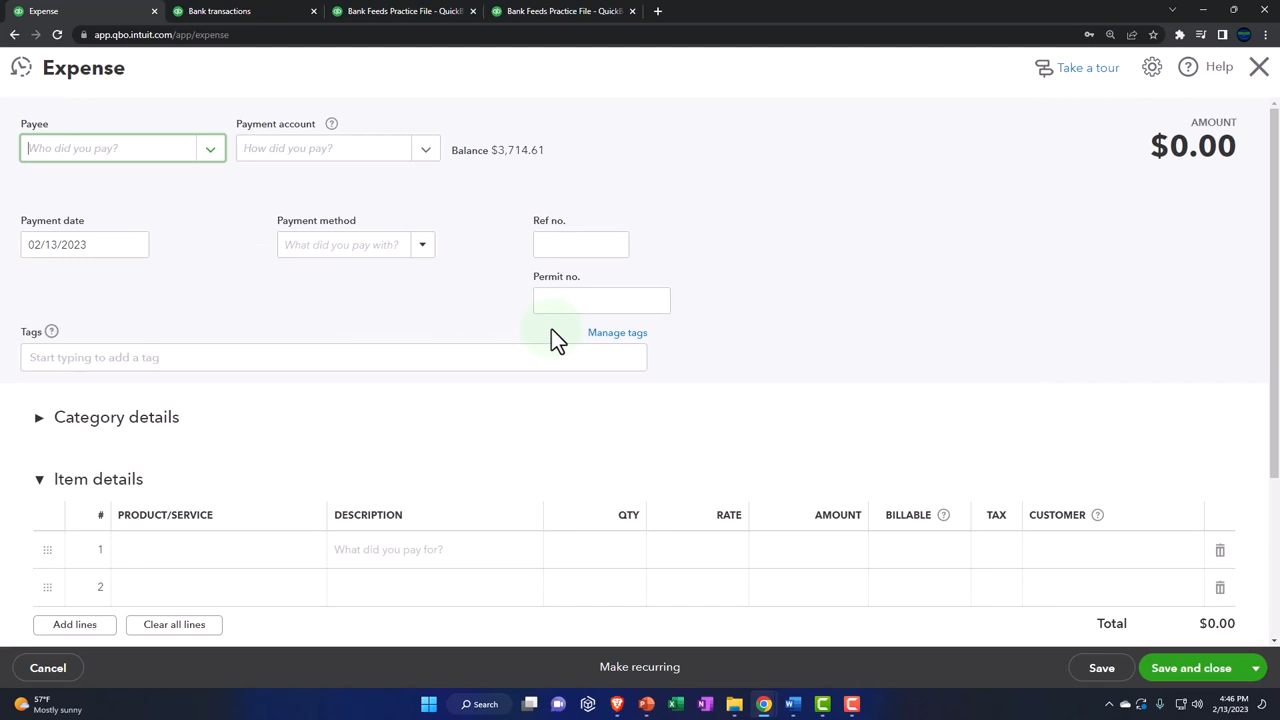 Expense
Bank transactions
Bank Feeds Practice File - QuickB
Bank Feeds Practice File - QuickB
app.qbo.intuit.com/app/expense
Expense
Take a tour
Help
Payee
Payment account
AMOUNT
Who did you pay?
How did you pay?
Balance $3,714.61
$0.00
Payment date
Payment method
Ref no.
02/13/2023
What did you pay with?
Permit no.
Tags
Manage tags
Start typing to add a tag
Category details
Item details
# PRODUCT/SERVICE DESCRIPTION QTY RATE AMOUNT BILLABLE TAX CUSTOMER
1 What did you pay for?
2
Add lines Clear all lines Total $0.00
Cancel Make recurring Save Save and close
57°F
Mostly sunny
Search
4:46 PM
2/13/2023